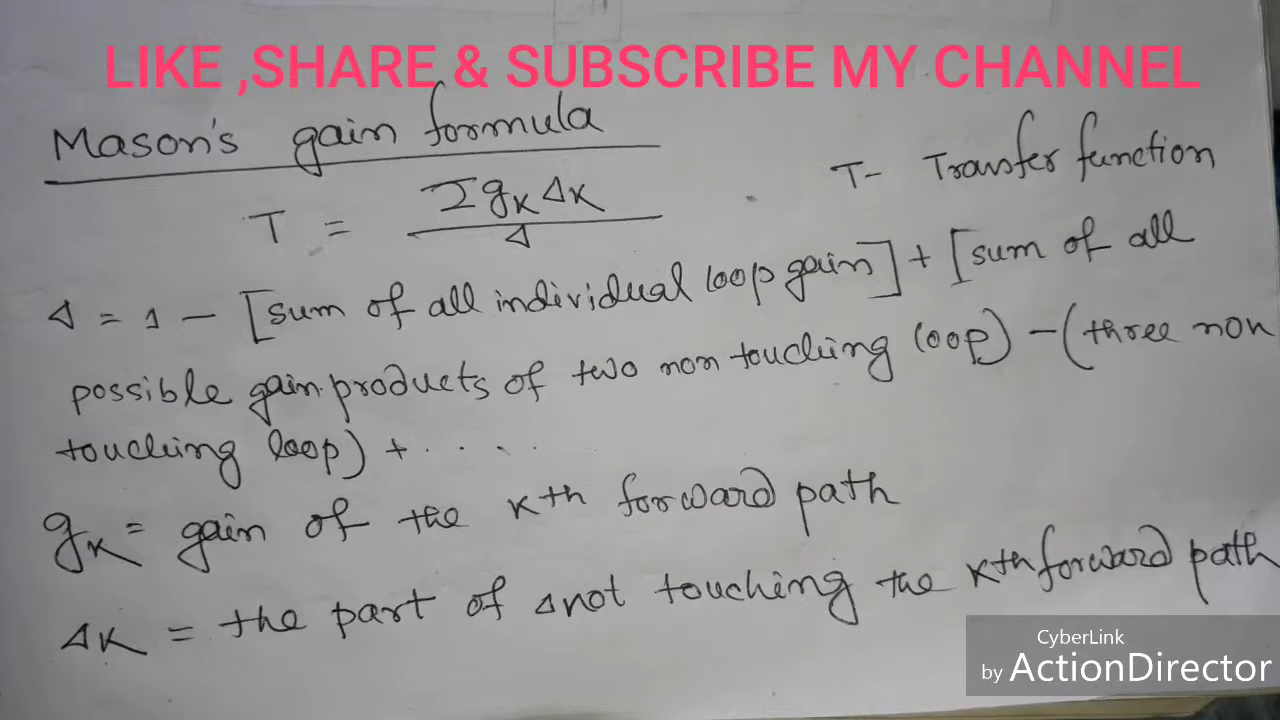 LIKE ,SHARE & SUBSCRIBE MY CHANNEL
Mason's gain formula
T- Transfer function
T = Σ gK ΔK / Δ
Δ = 1 - [sum of all individual loop gain] + [sum of all
possible gain products of two non touching loop) - (three non
touching loop) + . . . .
gK = gain of the Kth forward path
ΔK = the part of Δ not touching the Kth forward path
CyberLink
by ActionDirector